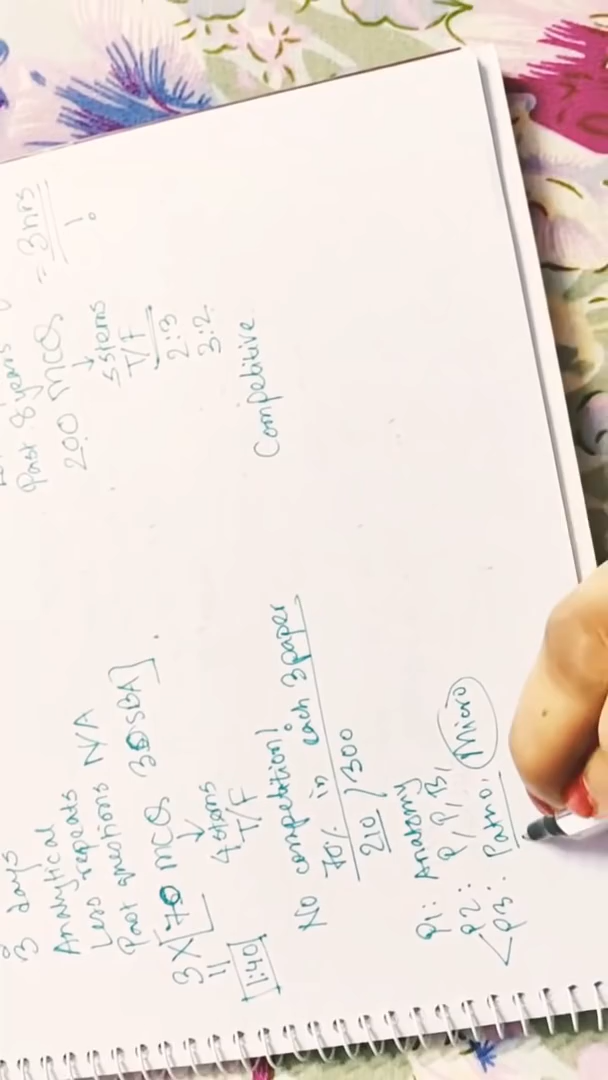 3 days
Analytical
Less repeats
Past questions N/A
3 X 70 MCQ 30 SBA] .
4 stems
T/F
1:40
No competition!
70% in each 3 paper
210/300
P1: Anatomy
P2: P, P, B,
P3: Patho, Micro
Past 8 years
200 MCQs = 3hrs !
5 stems
T/F
2:3
3:2.
Competitive